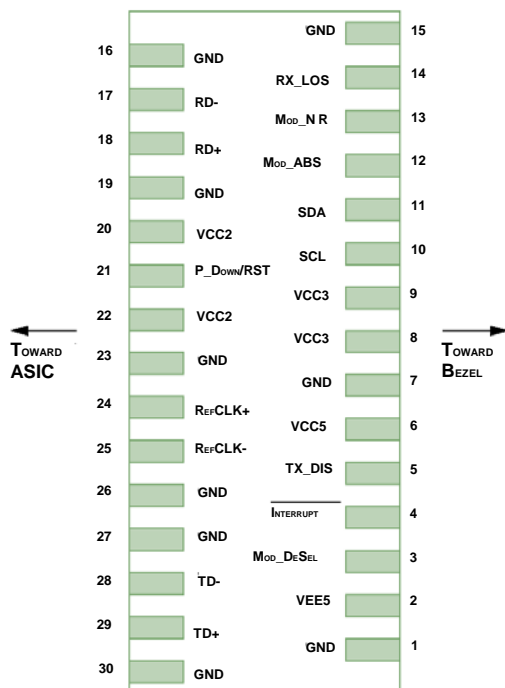 GND 15
16 GND
RX_LOS 14
17 RD-
MOD_N R 13
18 RD+
MOD_ABS 12
19 GND
SDA 11
20 VCC2
SCL 10
21 P_DOWN/RST
VCC3 9
22 VCC2
VCC3 8
TOWARD ASIC
TOWARD BEZEL
23 GND
GND 7
24 REFCLK+
VCC5 6
25 REFCLK-
TX_DIS 5
26 GND
INTERRUPT 4
27 GND
MOD_DESEL 3
28 TD-
VEE5 2
29 TD+
GND 1
30 GND